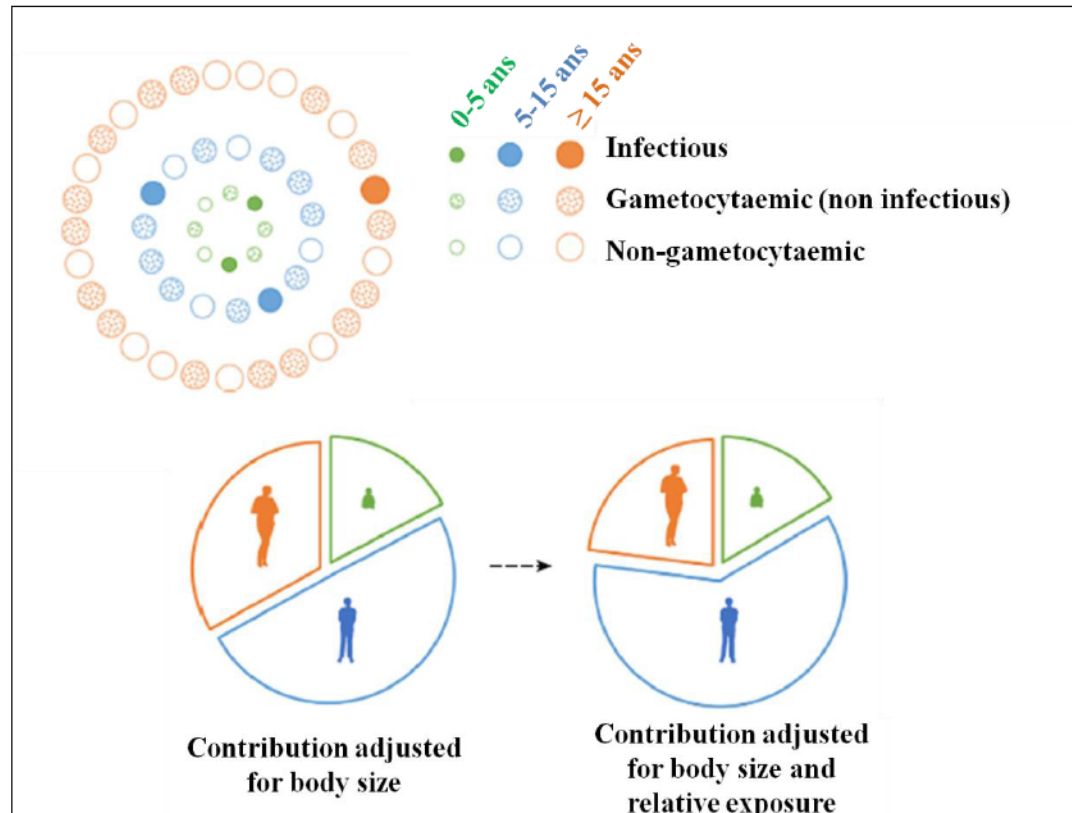 0-5 ans
5-15 ans
≥ 15 ans
Infectious
Gametocytaemic (non infectious)
Non-gametocytaemic
Contribution adjusted
for body size
Contribution adjusted
for body size and
relative exposure